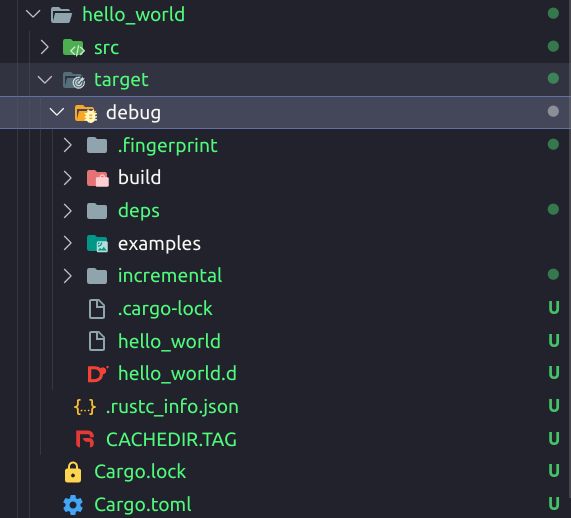 hello_world
src
target
debug
.fingerprint
build
deps
examples
incremental
.cargo-lock U
hello_world U
hello_world.d U
{..} .rustc_info.json U
CACHEDIR.TAG U
Cargo.lock U
Cargo.toml U